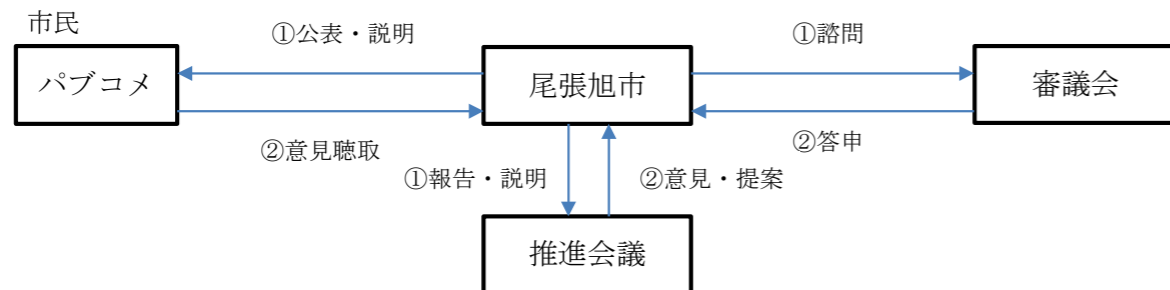 市民
①公表・説明
①諮問
パブコメ
尾張旭市
審議会
②意見聴取
②答申
①報告・説明
②意見・提案
推進会議